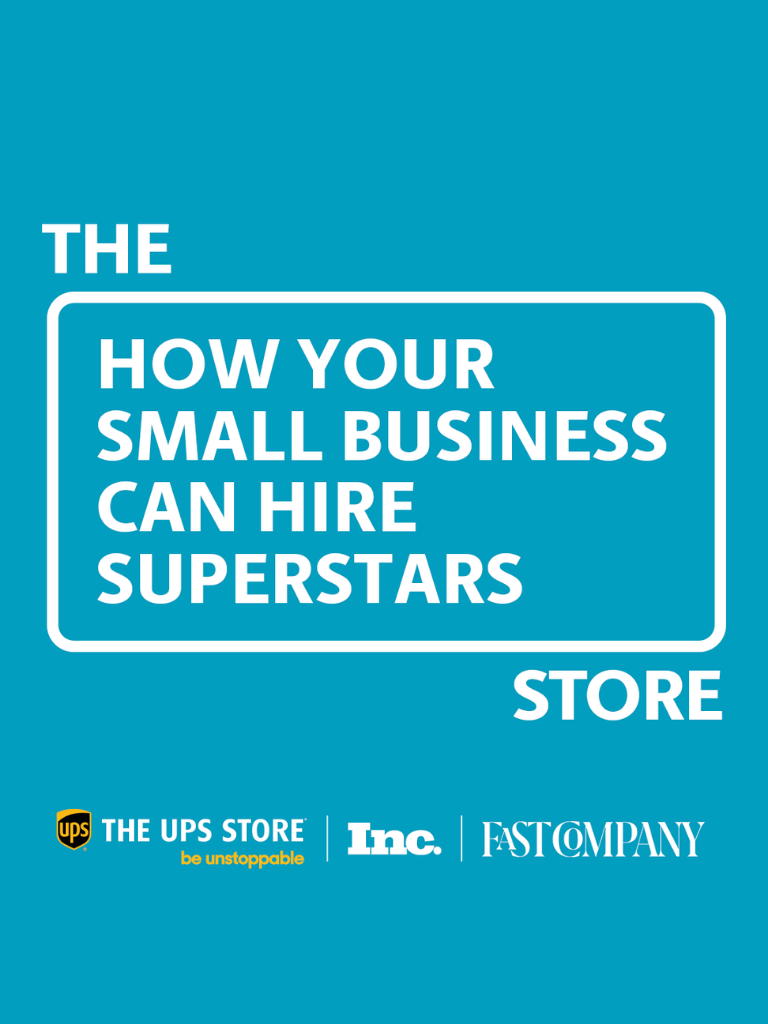 THE
HOW YOUR
SMALL BUSINESS
CAN HIRE
SUPERSTARS
STORE
ups THE UPS STORE Inc. FAST COMPANY
be unstoppable